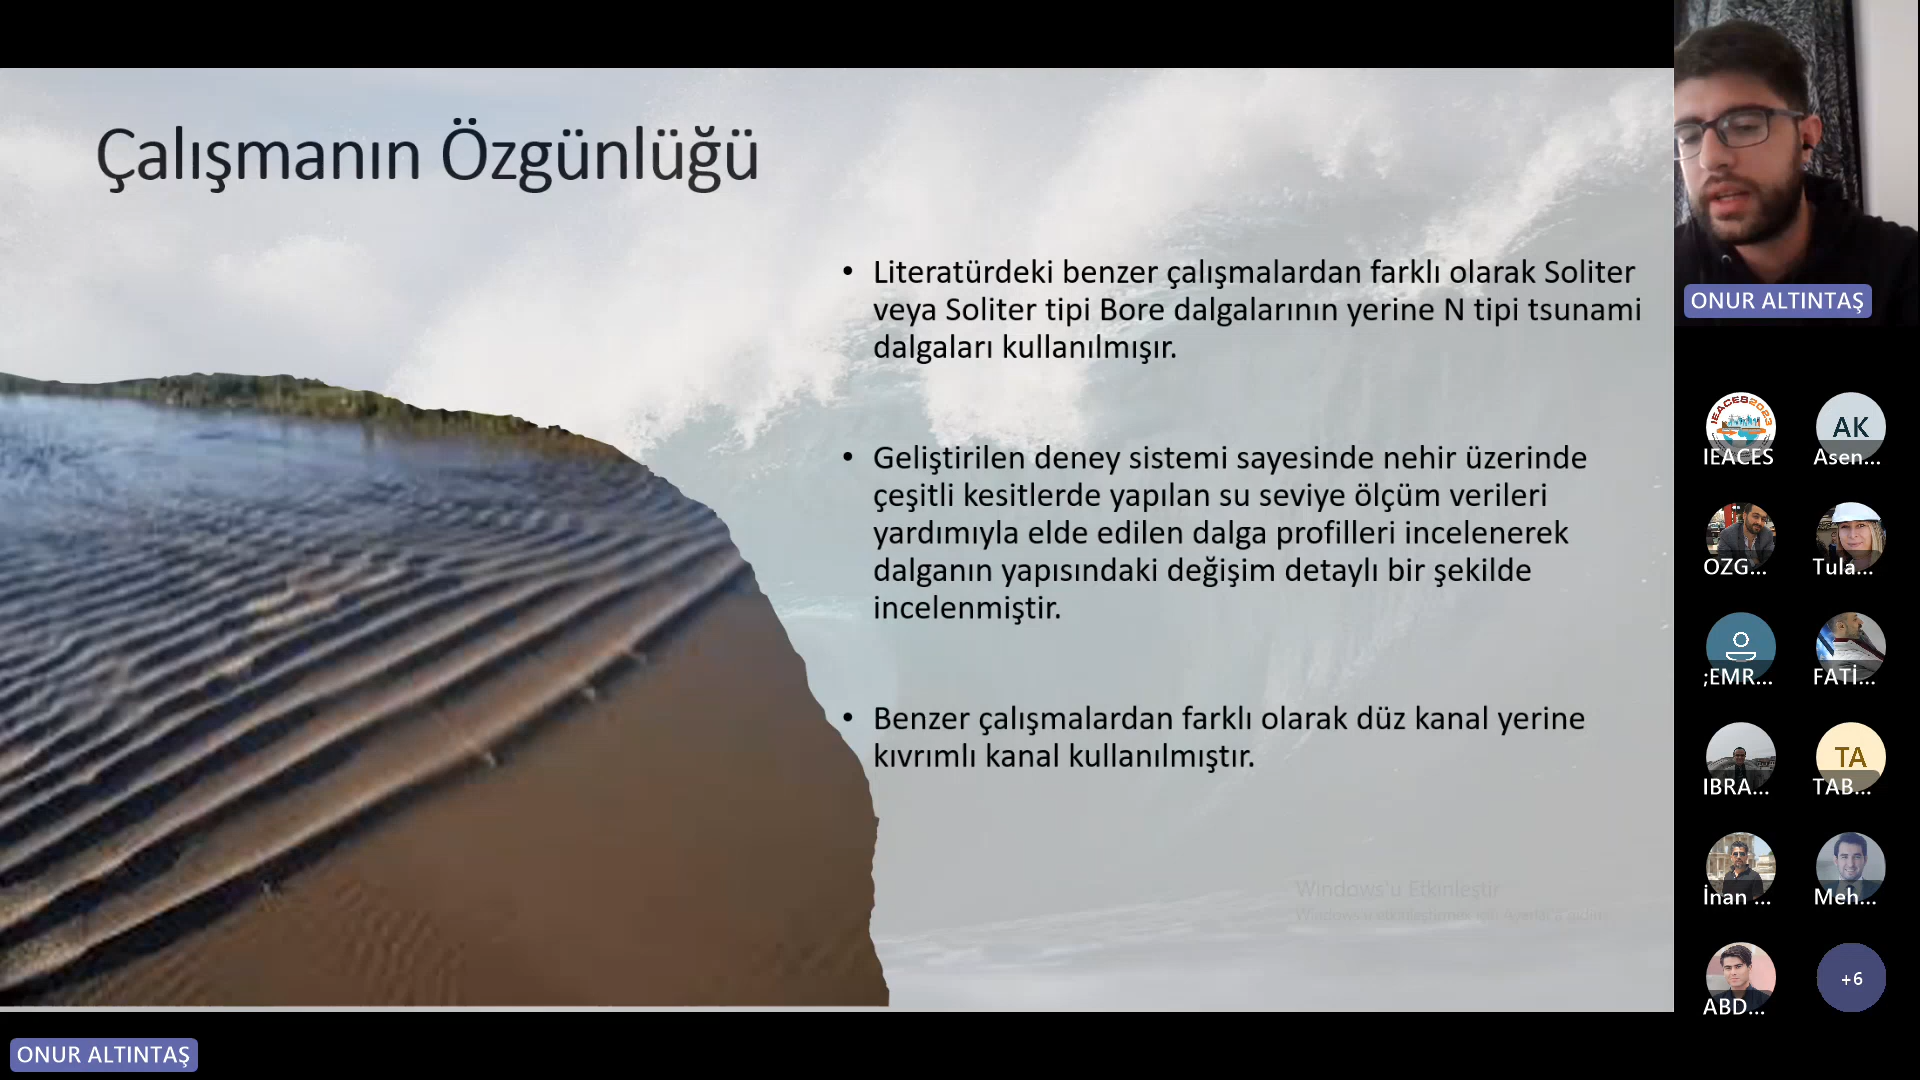 Çalışmanın Özgünlüğü
• Literatürdeki benzer çalışmalardan farklı olarak Soliter
veya Soliter tipi Bore dalgalarının yerine N tipi tsunami
dalgaları kullanılmışır.
• Geliştirilen deney sistemi sayesinde nehir üzerinde
çeşitli kesitlerde yapılan su seviye ölçüm verileri
yardımıyla elde edilen dalga profilleri incelenerek
dalganın yapısındaki değişim detaylı bir şekilde
incelenmiştir.
• Benzer çalışmalardan farklı olarak düz kanal yerine
kıvrımlı kanal kullanılmıştır.
Windows'u Etkinleştir
ONUR ALTINTAŞ
IEACES2023
IEACES
AK
Asen...
OZG...
Tula...
;EMR...
FATİ...
IBRA...
TA
TAB...
İnan ...
Meh...
ABD...
+6
ONUR ALTINTAŞ